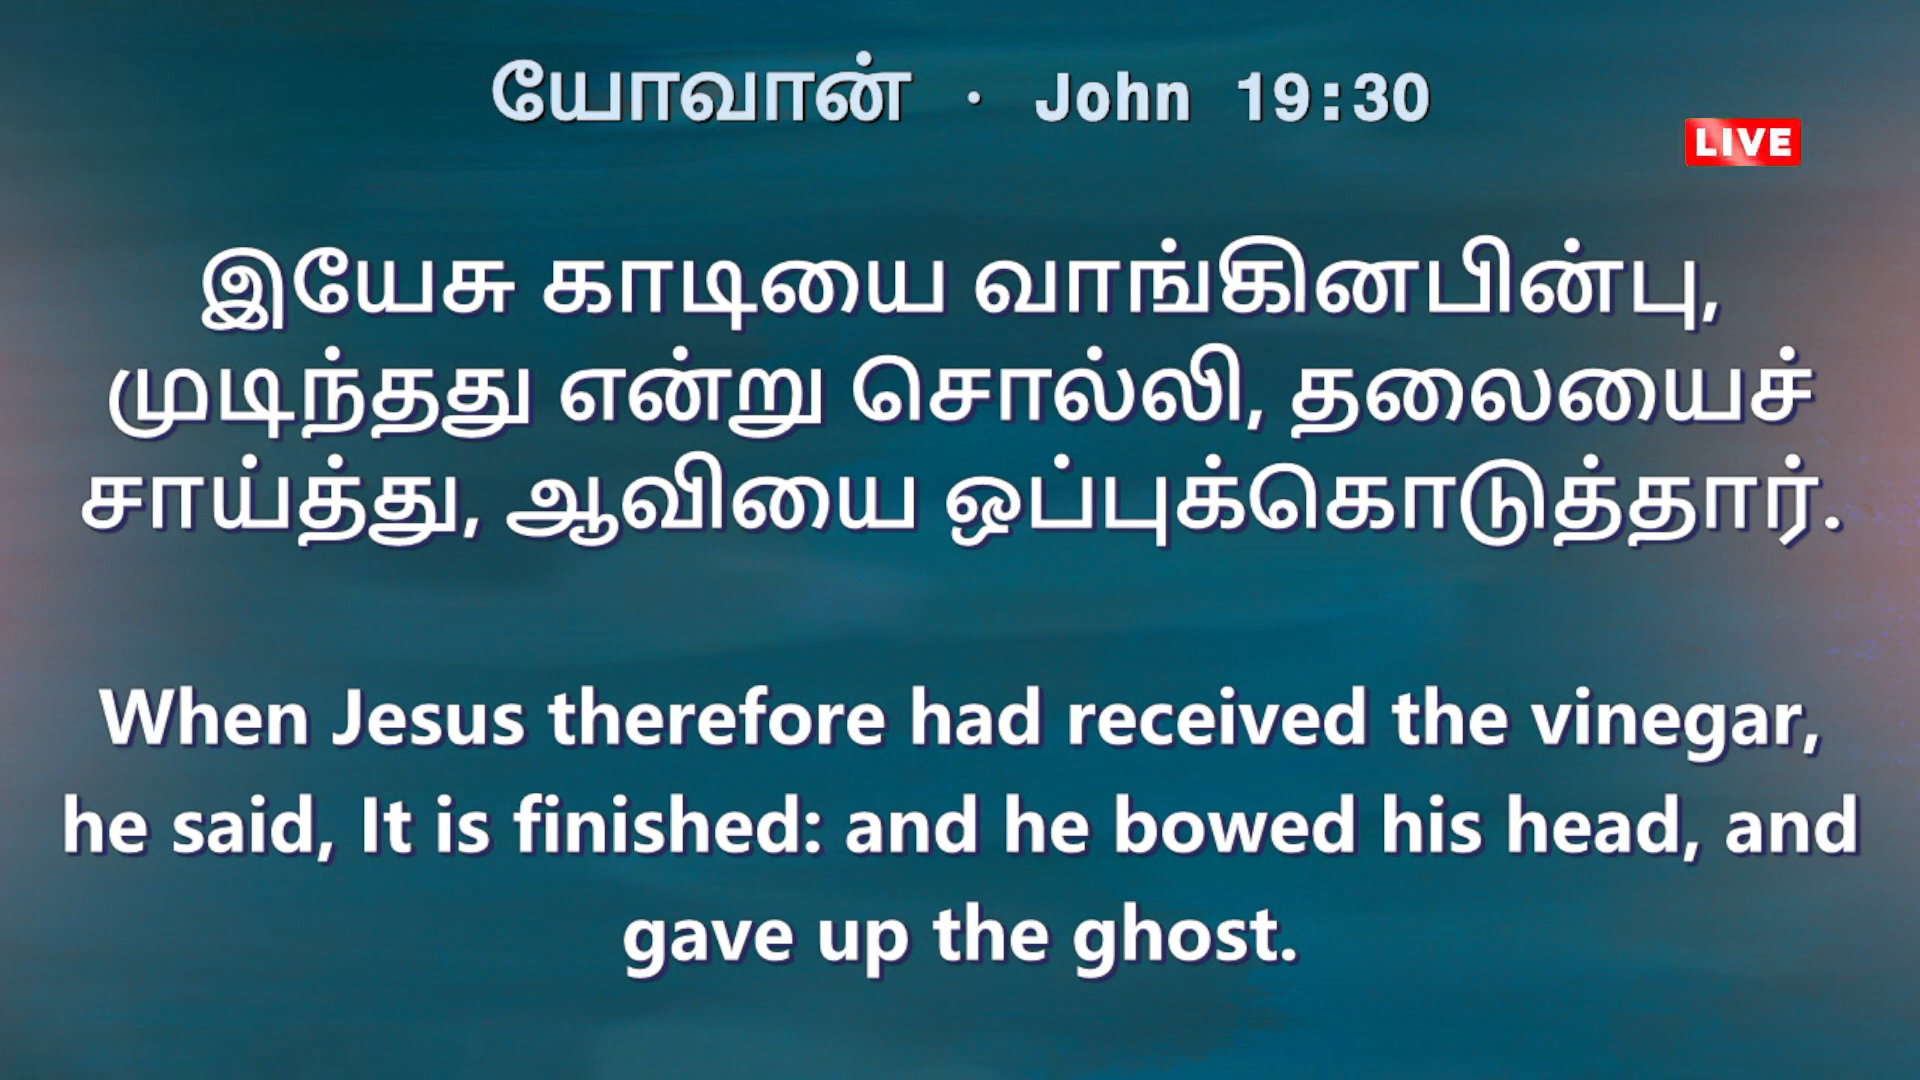 யோவான் · John 19:30
LIVE
இயேசு காடியை வாங்கினபின்பு,
முடிந்தது என்று சொல்லி, தலையைச்
சாய்த்து, ஆவியை ஒப்புக்கொடுத்தார்.
When Jesus therefore had received the vinegar,
he said, It is finished: and he bowed his head, and
gave up the ghost.